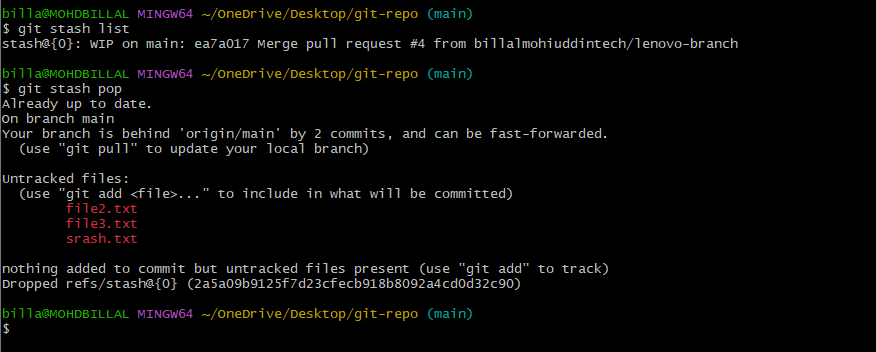 billa@MOHDBILLAL MINGW64 ~/OneDrive/Desktop/git-repo (main)
$ git stash list
stash@{0}: WIP on main: ea7a017 Merge pull request #4 from billalmohiuddintech/lenovo-branch
billa@MOHDBILLAL MINGW64 ~/OneDrive/Desktop/git-repo (main)
$ git stash pop
Already up to date.
On branch main
Your branch is behind 'origin/main' by 2 commits, and can be fast-forwarded.
  (use "git pull" to update your local branch)
Untracked files:
  (use "git add <file>..." to include in what will be committed)
        file2.txt
        file3.txt
        srash.txt
nothing added to commit but untracked files present (use "git add" to track)
Dropped refs/stash@{0} (2a5a09b9125f7d23cfecb918b8092a4cd0d32c90)
billa@MOHDBILLAL MINGW64 ~/OneDrive/Desktop/git-repo (main)
$